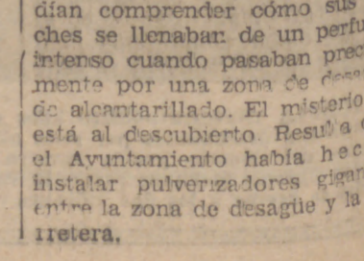 dían comprender cómo sus
ches se llenaban de un perfu
intenso cuando pasaban prec
mente por una zona de
de alcantarillado. El misterio
está al descubierto. Resulta
el Ayuntamiento había hec
instalar pulverizadores gigan
entre la zona de desagüe y la
rretera.